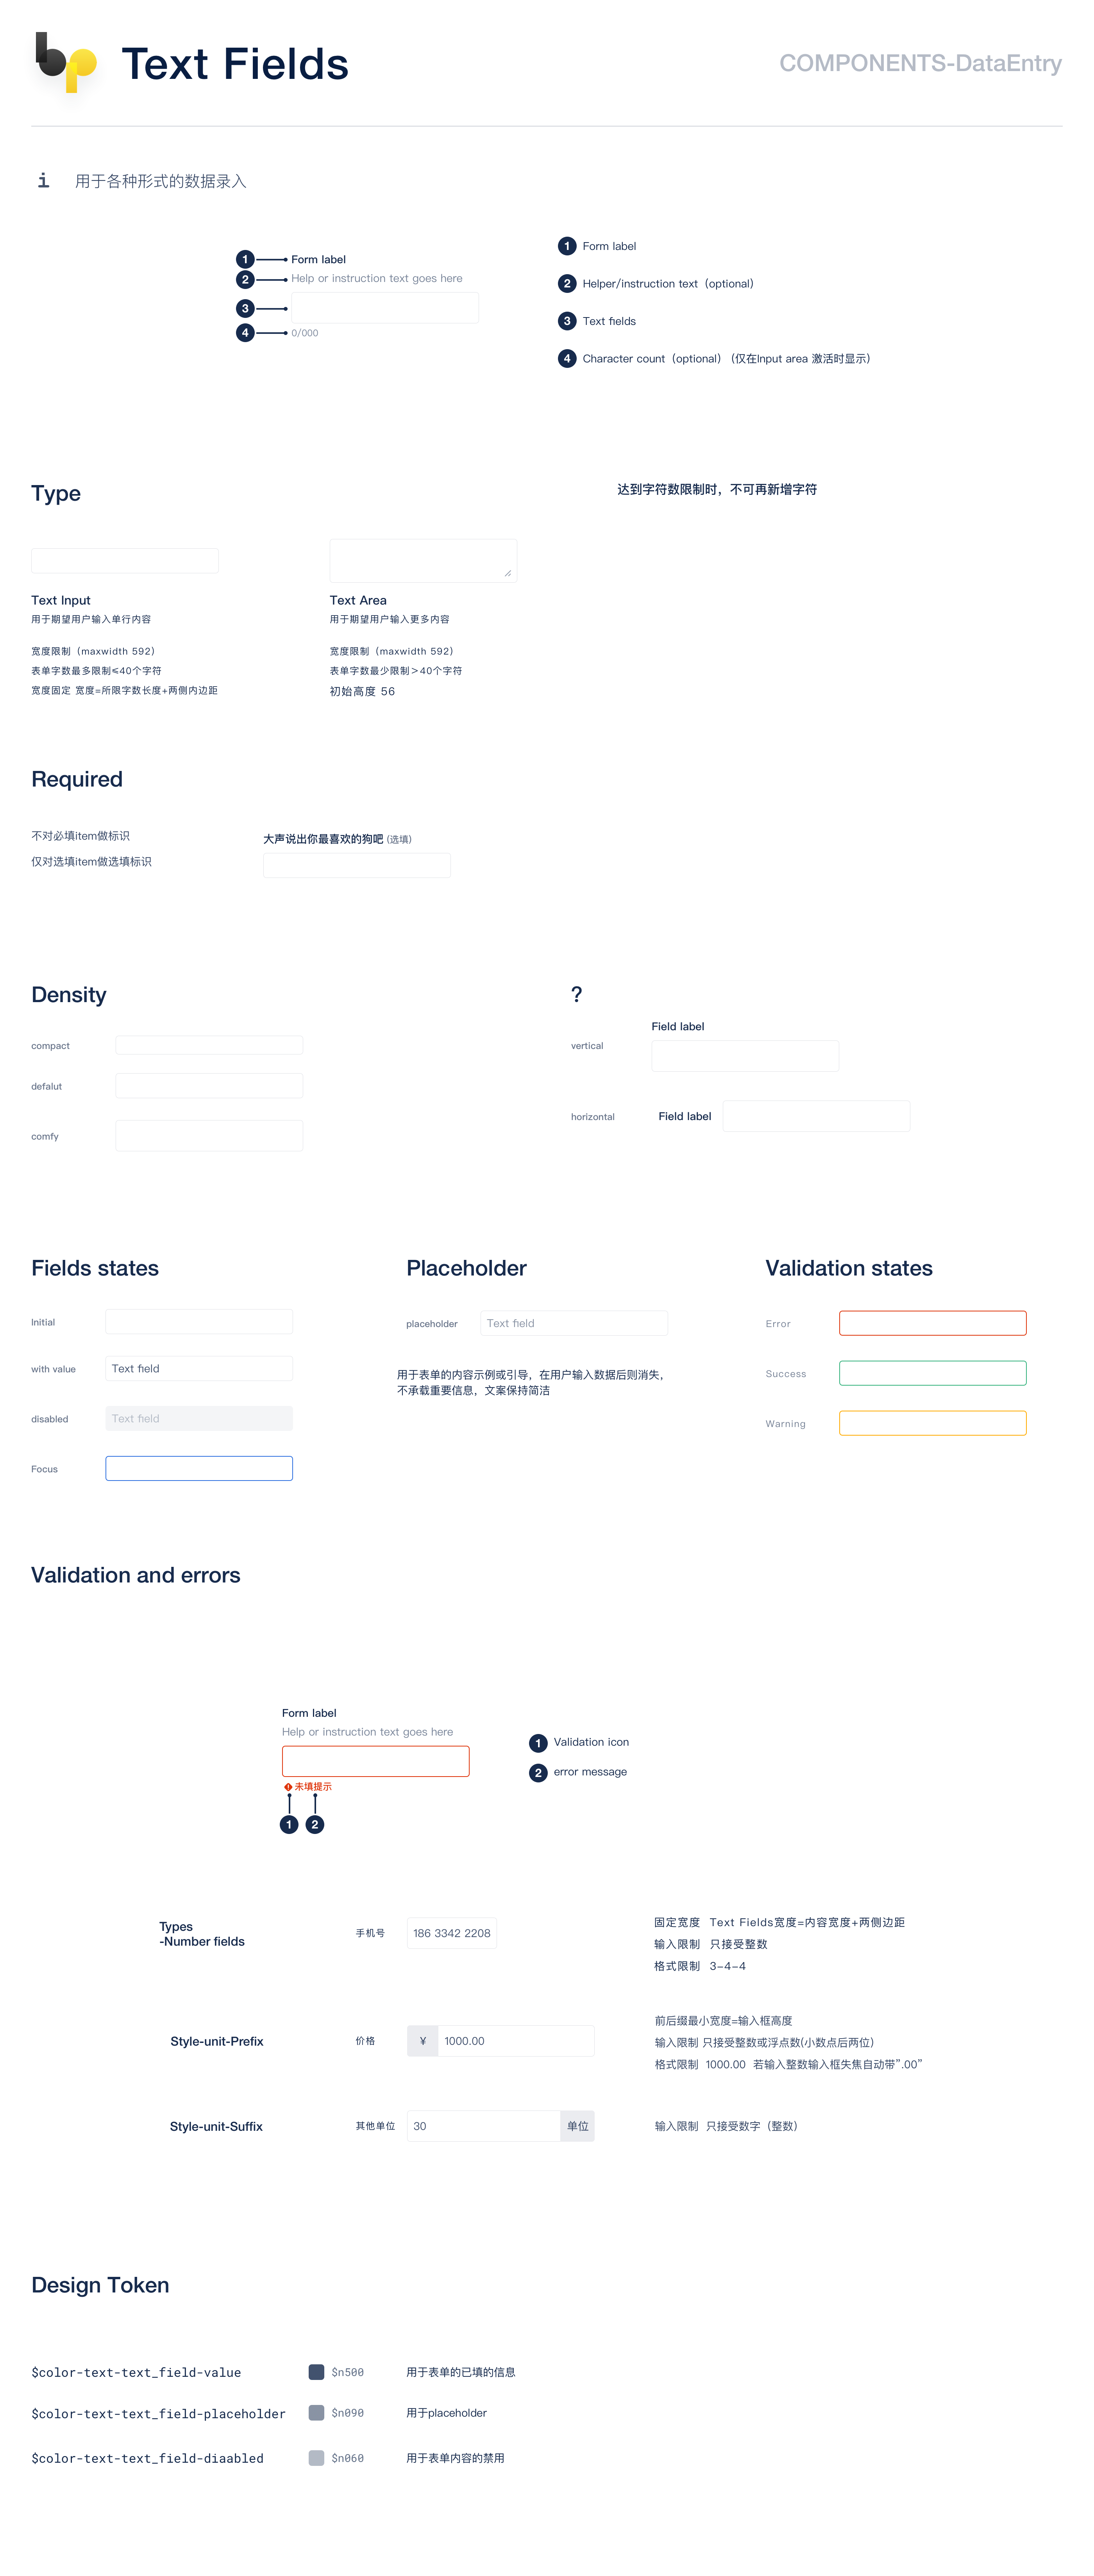 bp
Text Fields
COMPONENTS-DataEntry
i 用于各种形式的数据录入
1 Form label
2 Help or instruction text goes here
3
4 0/000
1 Form label
2 Helper/instruction text（optional）
3 Text fields
4 Character count（optional）（仅在Input area 激活时显示）
Type
达到字符数限制时，不可再新增字符
Text Input
用于期望用户输入单行内容
宽度限制（maxwidth 592）
表单字数最多限制≤40个字符
宽度固定 宽度=所限字数长度+两侧内边距
Text Area
用于期望用户输入更多内容
宽度限制（maxwidth 592）
表单字数最少限制＞40个字符
初始高度 56
Required
不对必填item做标识
仅对选填item做选填标识
大声说出你最喜欢的狗吧 (选填)
Density
compact
defalut
comfy
?
Field label
vertical
horizontal
Field label
Fields states
Initial
with value Text field
disabled Text field
Focus
Placeholder
placeholder Text field
用于表单的内容示例或引导，在用户输入数据后则消失，
不承载重要信息，文案保持简洁
Validation states
Error
Success
Warning
Validation and errors
Form label
Help or instruction text goes here
未填提示
1 2
1 Validation icon
2 error message
Types
-Number fields
手机号 186 3342 2208
固定宽度 Text Fields宽度=内容宽度+两侧边距
输入限制 只接受整数
格式限制 3-4-4
Style-unit-Prefix
价格 ¥ 1000.00
前后缀最小宽度=输入框高度
输入限制 只接受整数或浮点数(小数点后两位)
格式限制 1000.00 若输入整数输入框失焦自动带”.00”
Style-unit-Suffix
其他单位 30 单位
输入限制 只接受数字（整数）
Design Token
$color-text-text_field-value $n500 用于表单的已填的信息
$color-text-text_field-placeholder $n090 用于placeholder
$color-text-text_field-diaabled $n060 用于表单内容的禁用